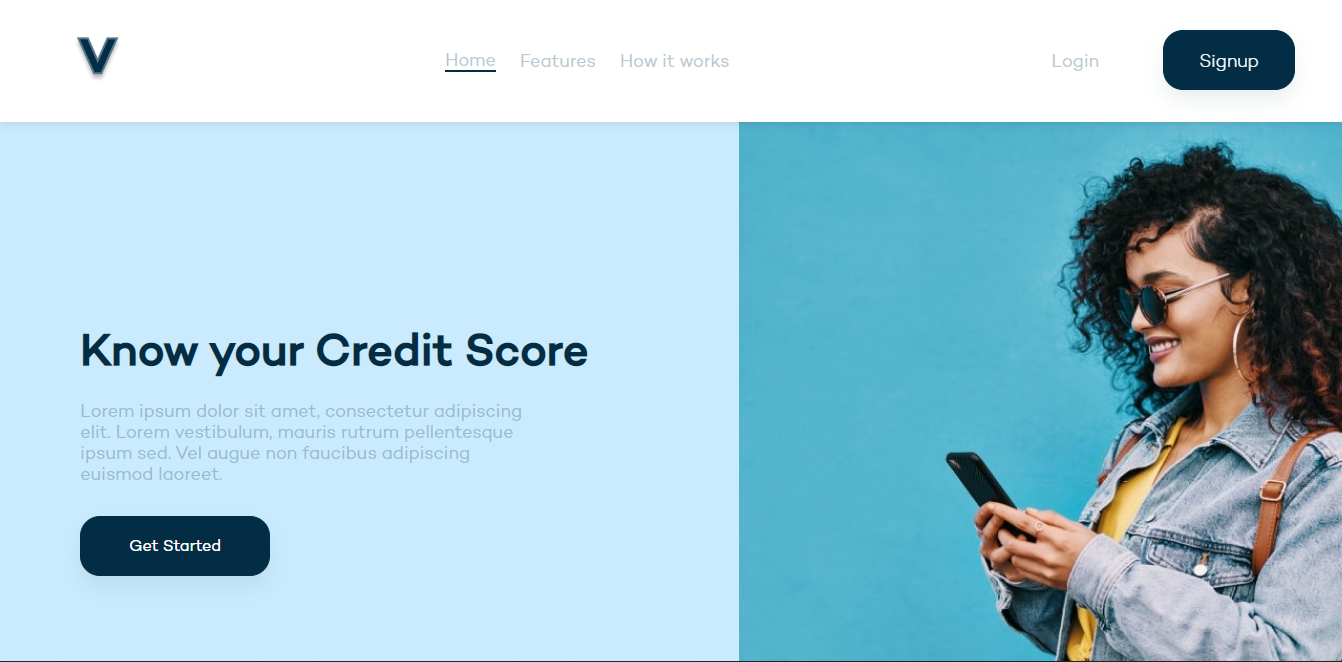 V
Home Features How it works Login Signup
Know your Credit Score
Lorem ipsum dolor sit amet, consectetur adipiscing
elit. Lorem vestibulum, mauris rutrum pellentesque
ipsum sed. Vel augue non faucibus adipiscing
euismod laoreet.
Get Started